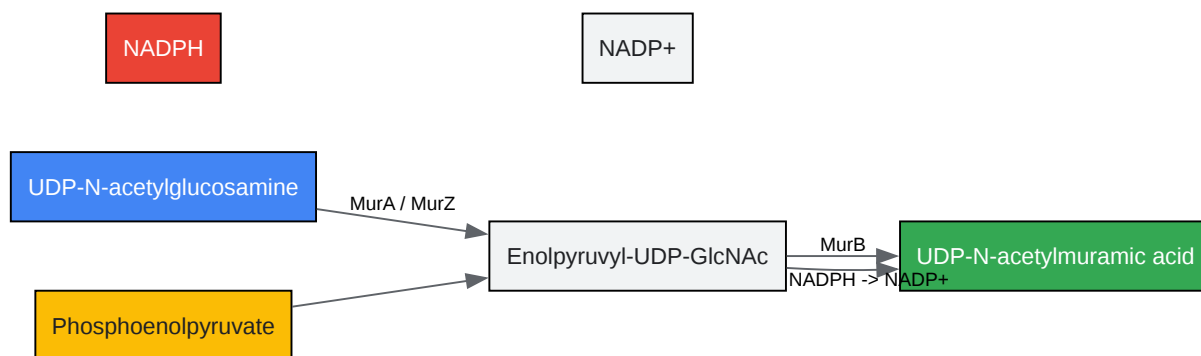 NADPH
NADP+
UDP-N-acetylglucosamine
MurA / MurZ
Enolpyruvyl-UDP-GlcNAc
MurB
NADPH -> NADP+
UDP-N-acetylmuramic acid
Phosphoenolpyruvate